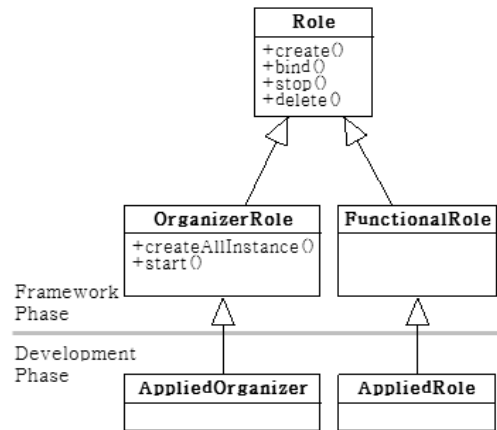 Role
+create()
+bind()
+stop()
+delete()
OrganizerRole
+createAllInstance()
+start()
FunctionalRole
Framework
Phase
Development
Phase
AppliedOrganizer
AppliedRole